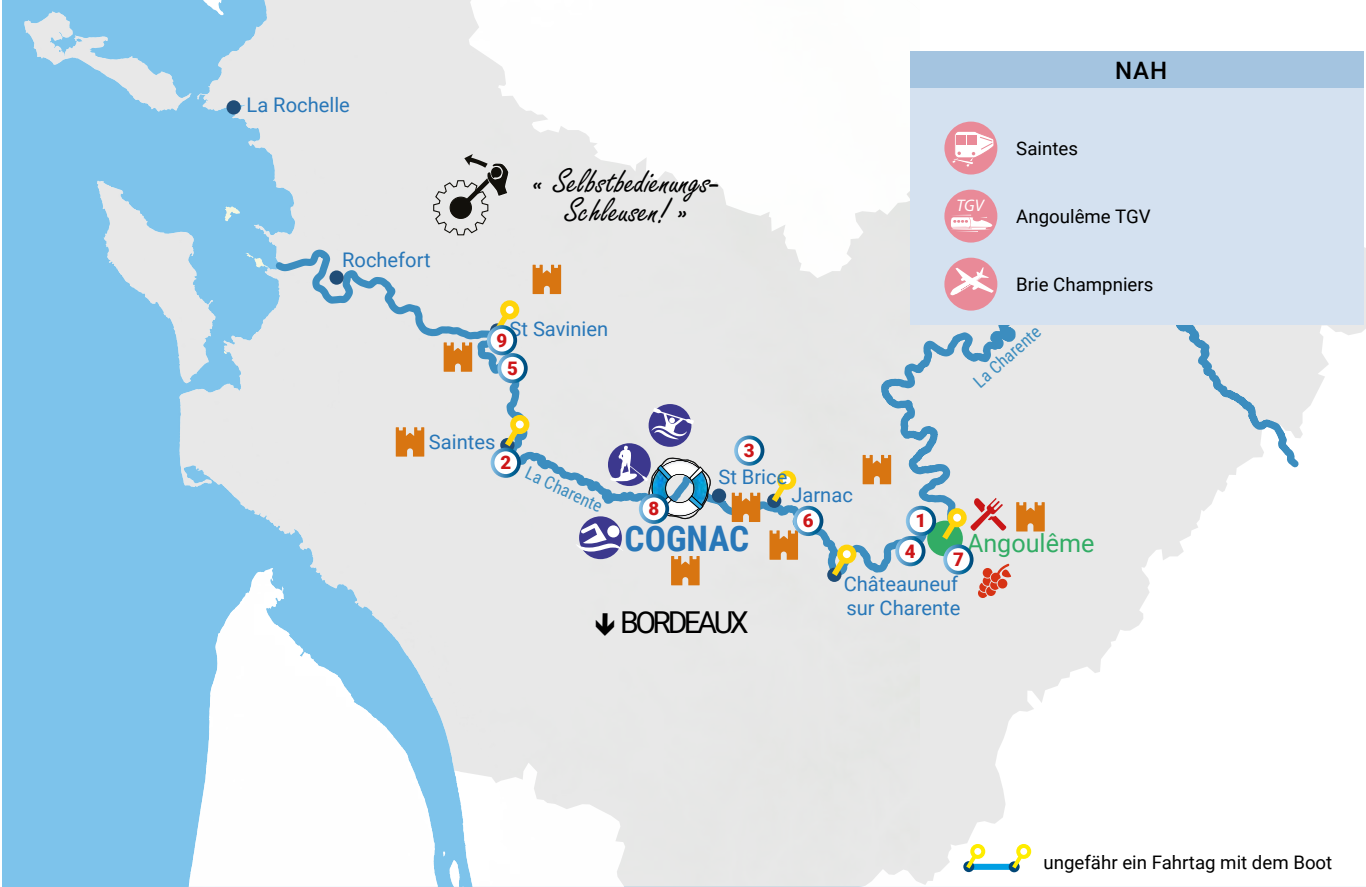 NAH
Saintes
TGV
Angoulême TGV
Brie Champniers
La Rochelle
« Selbstbedienungs-
Schleusen! »
Rochefort
St Savinien
9
5
La Charente
Saintes
2
La Charente
3
St Brice
Jarnac
8
COGNAC
6
1
4
7
Angoulême
Châteauneuf
sur Charente
BORDEAUX
ungefähr ein Fahrtag mit dem Boot